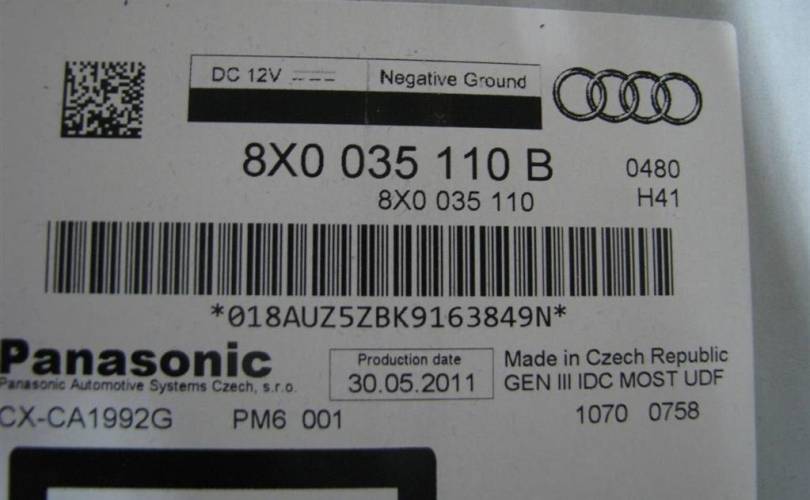 DC 12V Negative Ground
8X0 035 110 B 0480
8X0 035 110 H41
*018AUZ5ZBK9163849N*
Panasonic Production date Made in Czech Republic
Panasonic Automotive Systems Czech, s.r.o. 30.05.2011 GEN III IDC MOST UDF
CX-CA1992G PM6 001 1070 0758